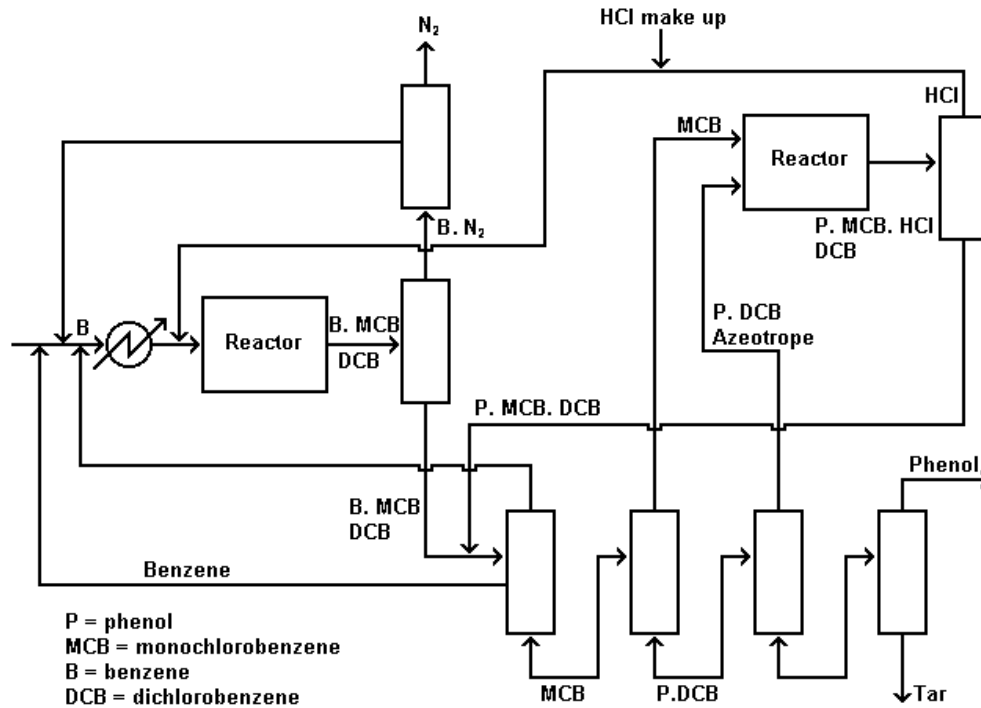 HCl make up
N₂
HCl
MCB
Reactor
P. MCB. HCl
DCB
B. N₂
B
Reactor
B. MCB
DCB
P. DCB
Azeotrope
P. MCB. DCB
Phenol
B. MCB
DCB
Benzene
P = phenol
MCB = monochlorobenzene
B = benzene
DCB = dichlorobenzene
MCB
P.DCB
Tar